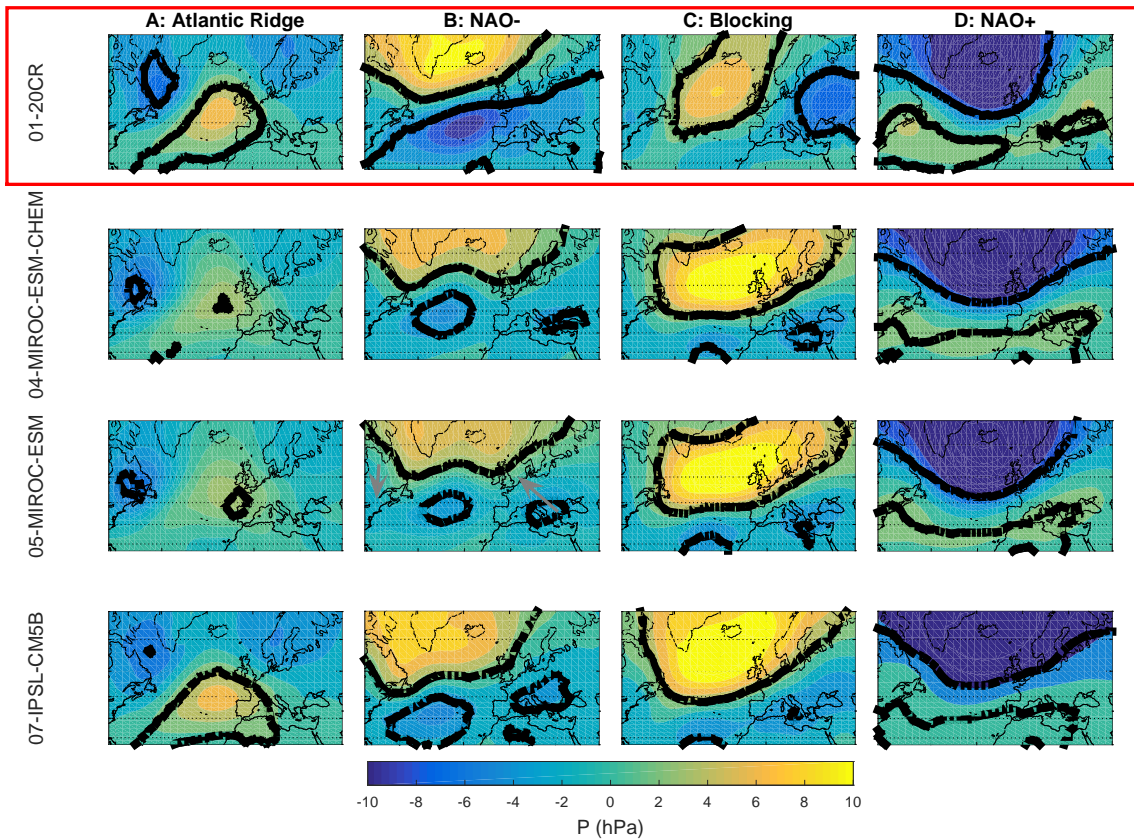 A: Atlantic Ridge B: NAO- C: Blocking D: NAO+
01-20CR
04-MIROC-ESM-CHEM
05-MIROC-ESM
07-IPSL-CM5B
-10 -8 -6 -4 -2 0 2 4 6 8 10
P (hPa)